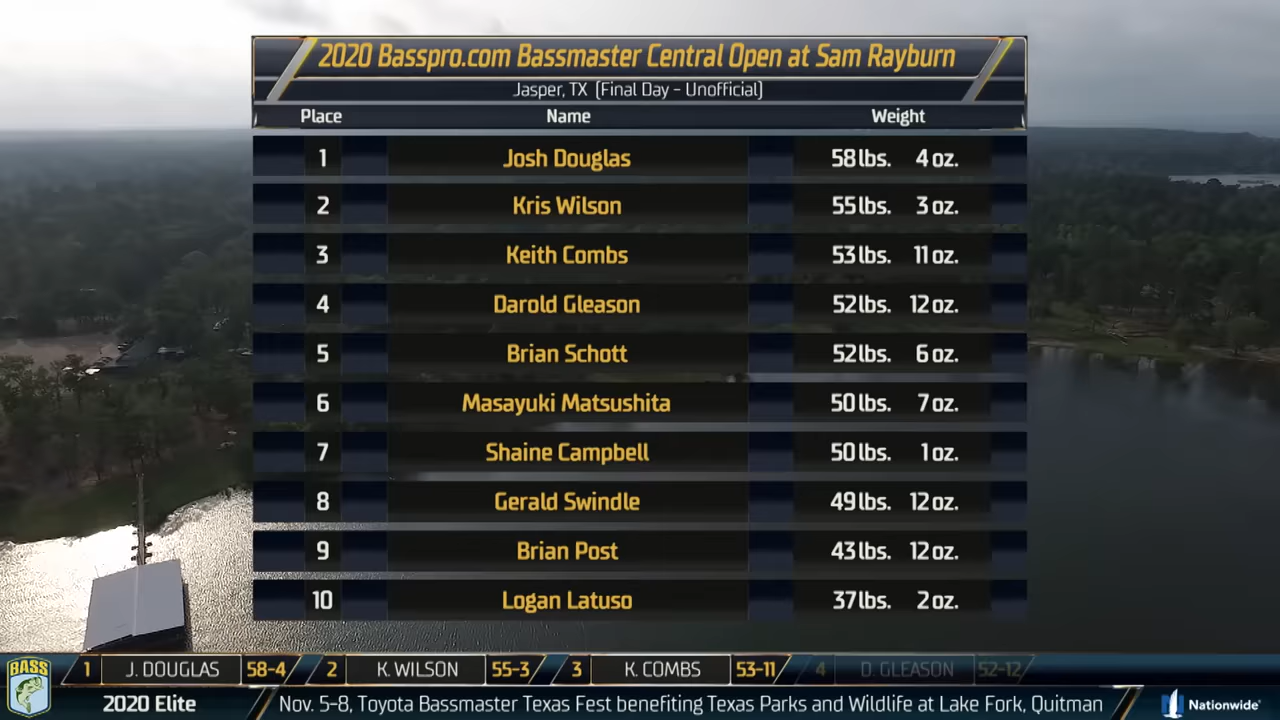 2020 Basspro.com Bassmaster Central Open at Sam Rayburn
Jasper, TX (Final Day - Unofficial)
Place Name Weight
1 Josh Douglas 58 lbs. 4 oz.
2 Kris Wilson 55 lbs. 3 oz.
3 Keith Combs 53 lbs. 11 oz.
4 Darold Gleason 52 lbs. 12 oz.
5 Brian Schott 52 lbs. 6 oz.
6 Masayuki Matsushita 50 lbs. 7 oz.
7 Shaine Campbell 50 lbs. 1 oz.
8 Gerald Swindle 49 lbs. 12 oz.
9 Brian Post 43 lbs. 12 oz.
10 Logan Latuso 37 lbs. 2 oz.
BASS 1 J. DOUGLAS 58-4 2 K. WILSON 55-3 3 K. COMBS 53-11 4 D. GLEASON 52-12
2020 Elite Nov. 5-8, Toyota Bassmaster Texas Fest benefiting Texas Parks and Wildlife at Lake Fork, Quitman Nationwide